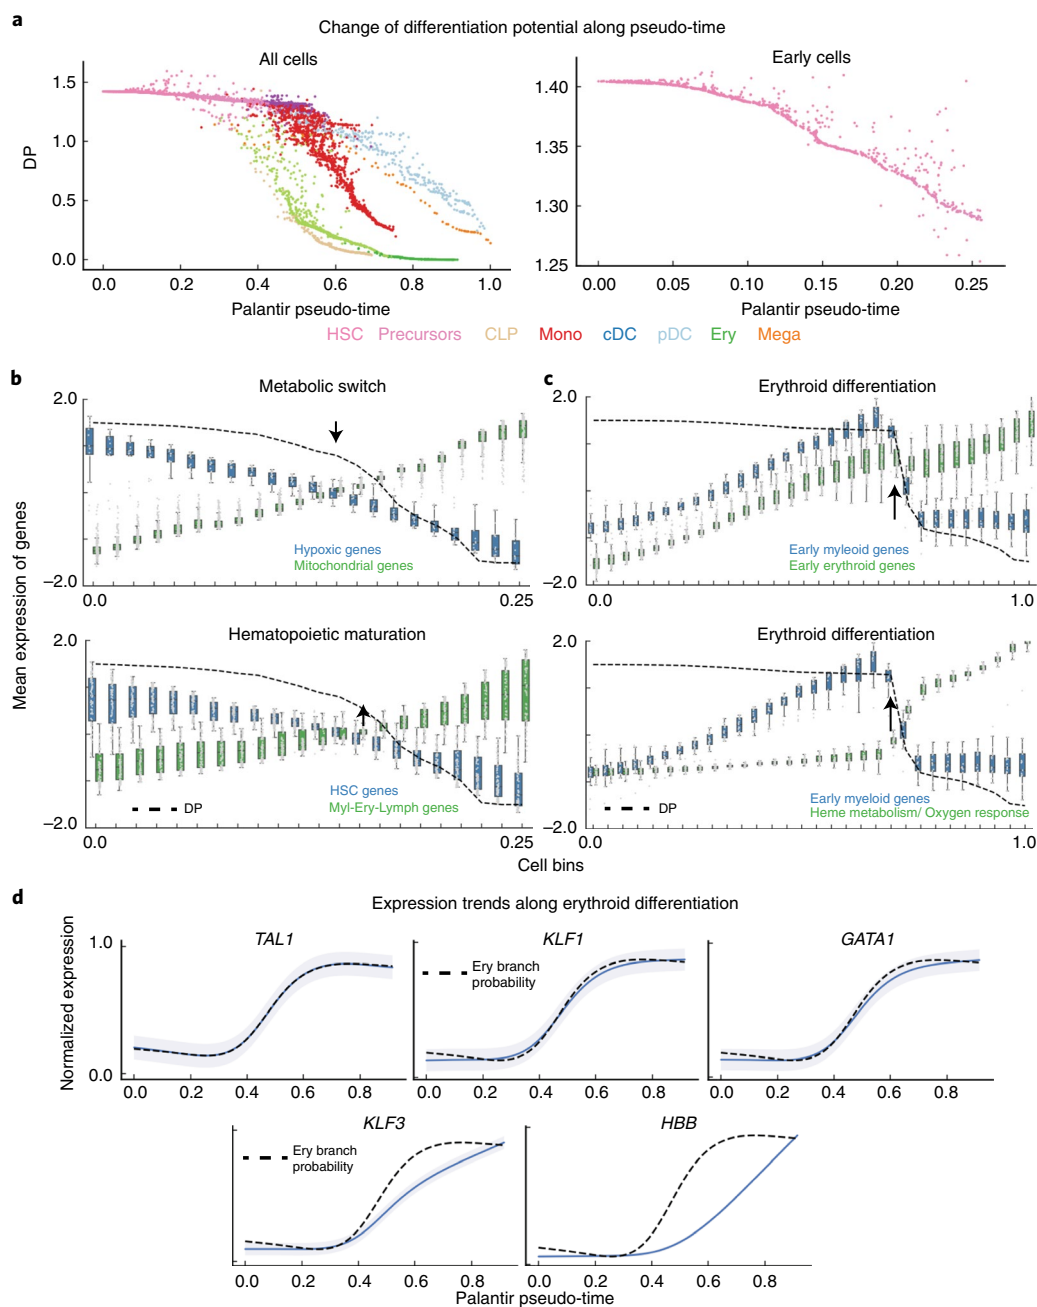 a
Change of differentiation potential along pseudo-time
All cells
Early cells
DP
1.5
1.0
0.5
0.0
0.0 0.2 0.4 0.6 0.8 1.0
Palantir pseudo-time
1.40
1.35
1.30
1.25
0.00 0.05 0.10 0.15 0.20 0.25
Palantir pseudo-time
HSC Precursors CLP Mono cDC pDC Ery Mega
b
Metabolic switch
Mean expression of genes
2.0
Hypoxic genes
Mitochondrial genes
−2.0
0.0 0.25
Hematopoietic maturation
2.0
HSC genes
Myl-Ery-Lymph genes
DP
−2.0
0.0 0.25
c
Erythroid differentiation
2.0
Early myleoid genes
Early erythroid genes
−2.0
0.0 1.0
Erythroid differentiation
2.0
Early myeloid genes
Heme metabolism/ Oxygen response
DP
−2.0
0.0 1.0
Cell bins
d
Expression trends along erythroid differentiation
Normalized expression
TAL1
1.0
0.0
0.0 0.2 0.4 0.6 0.8
KLF1
Ery branch
probability
0.0 0.2 0.4 0.6 0.8
GATA1
0.0 0.2 0.4 0.6 0.8
KLF3
Ery branch
probability
0.0 0.2 0.4 0.6 0.8
HBB
0.0 0.2 0.4 0.6 0.8
Palantir pseudo-time